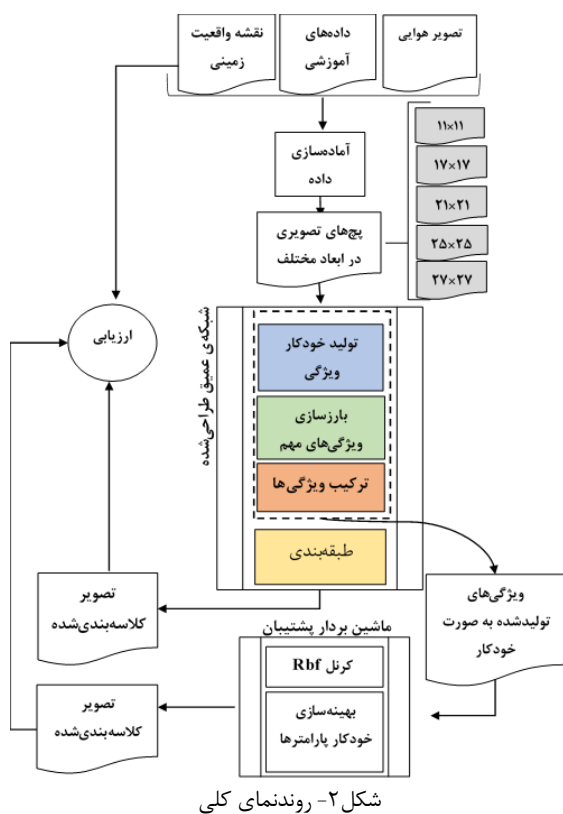 تصویر هوایی
داده‌های
آموزشی
نقشه واقعیت
زمینی
آماده‌سازی
داده
پچ‌های تصویری
در ابعاد مختلف
۱۱×۱۱
۱۷×۱۷
۲۱×۲۱
۲۵×۲۵
۲۷×۲۷
شبکه‌ی عمیق طراحی‌شده
تولید خودکار
ویژگی
بارزسازی
ویژگی‌های مهم
ترکیب ویژگی‌ها
طبقه‌بندی
ارزیابی
تصویر
کلاسه‌بندی‌شده
ویژگی‌های
تولیدشده به صورت
خودکار
ماشین بردار پشتیبان
کرنل Rbf
بهینه‌سازی
خودکار پارامترها
تصویر
کلاسه‌بندی‌شده
شکل۲- روندنمای کلی